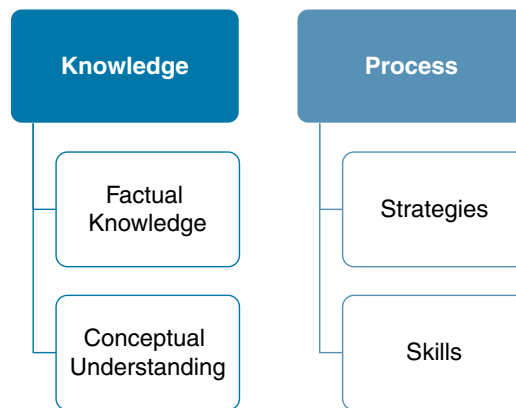 Knowledge
Factual
Knowledge
Conceptual
Understanding
Process
Strategies
Skills